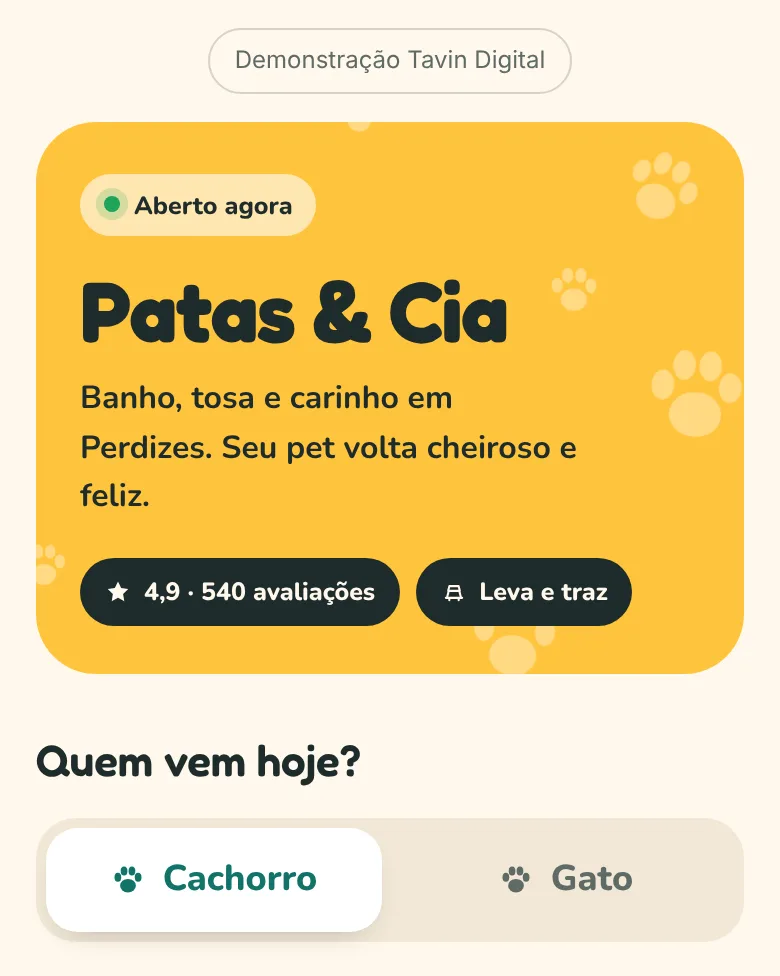 Demonstração Tavin Digital
Aberto agora
Patas & Cia
Banho, tosa e carinho em
Perdizes. Seu pet volta cheiroso e
feliz.
4,9 · 540 avaliações
Leva e traz
Quem vem hoje?
Cachorro
Gato